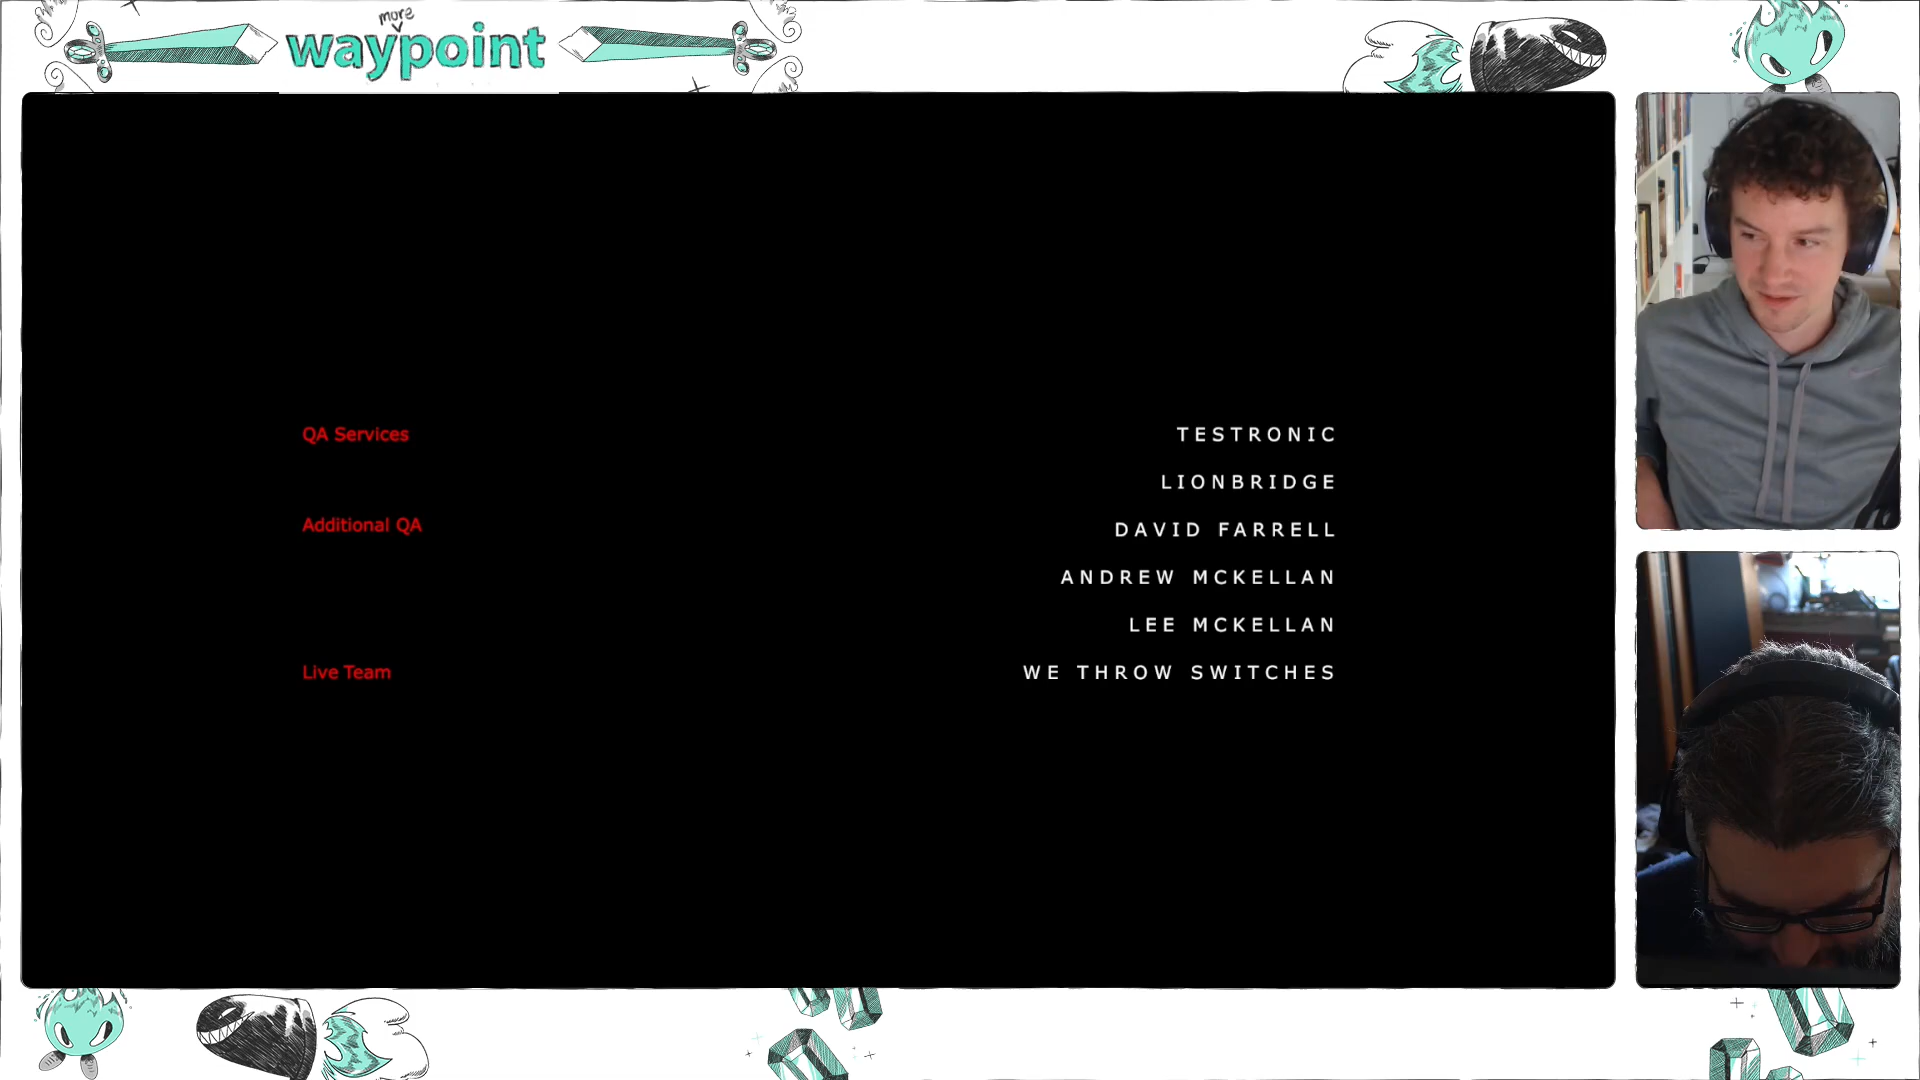 more
waypoint
QA Services TESTRONIC
LIONBRIDGE
Additional QA DAVID FARRELL
ANDREW MCKELLAN
LEE MCKELLAN
Live Team WE THROW SWITCHES